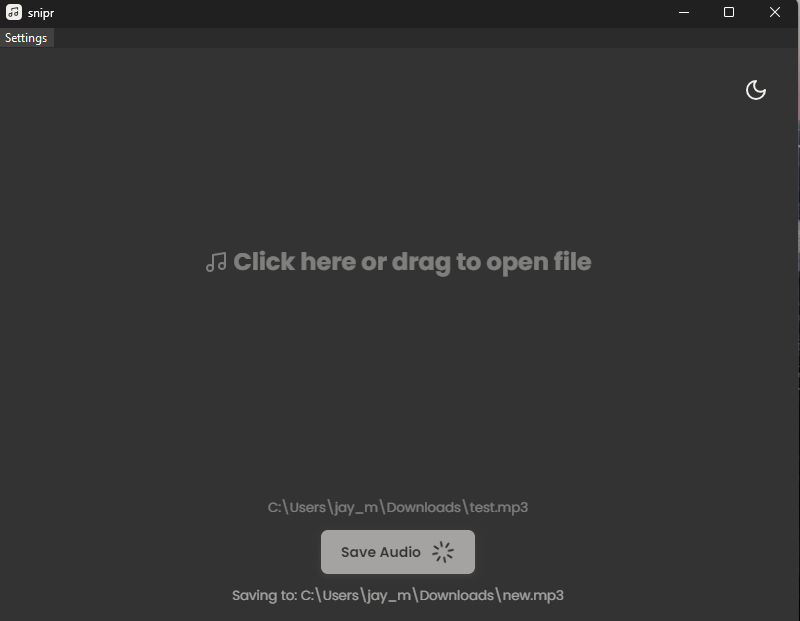 snipr
Settings
Click here or drag to open file
C:\Users\jay_m\Downloads\test.mp3
Save Audio
Saving to: C:\Users\jay_m\Downloads\new.mp3